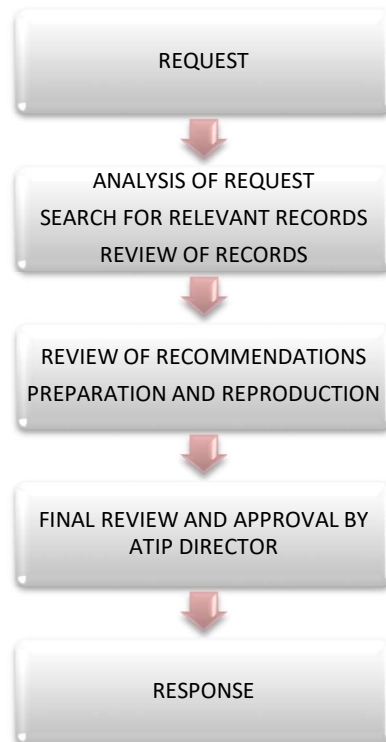 REQUEST
ANALYSIS OF REQUEST
SEARCH FOR RELEVANT RECORDS
REVIEW OF RECORDS
REVIEW OF RECOMMENDATIONS
PREPARATION AND REPRODUCTION
FINAL REVIEW AND APPROVAL BY
ATIP DIRECTOR
RESPONSE